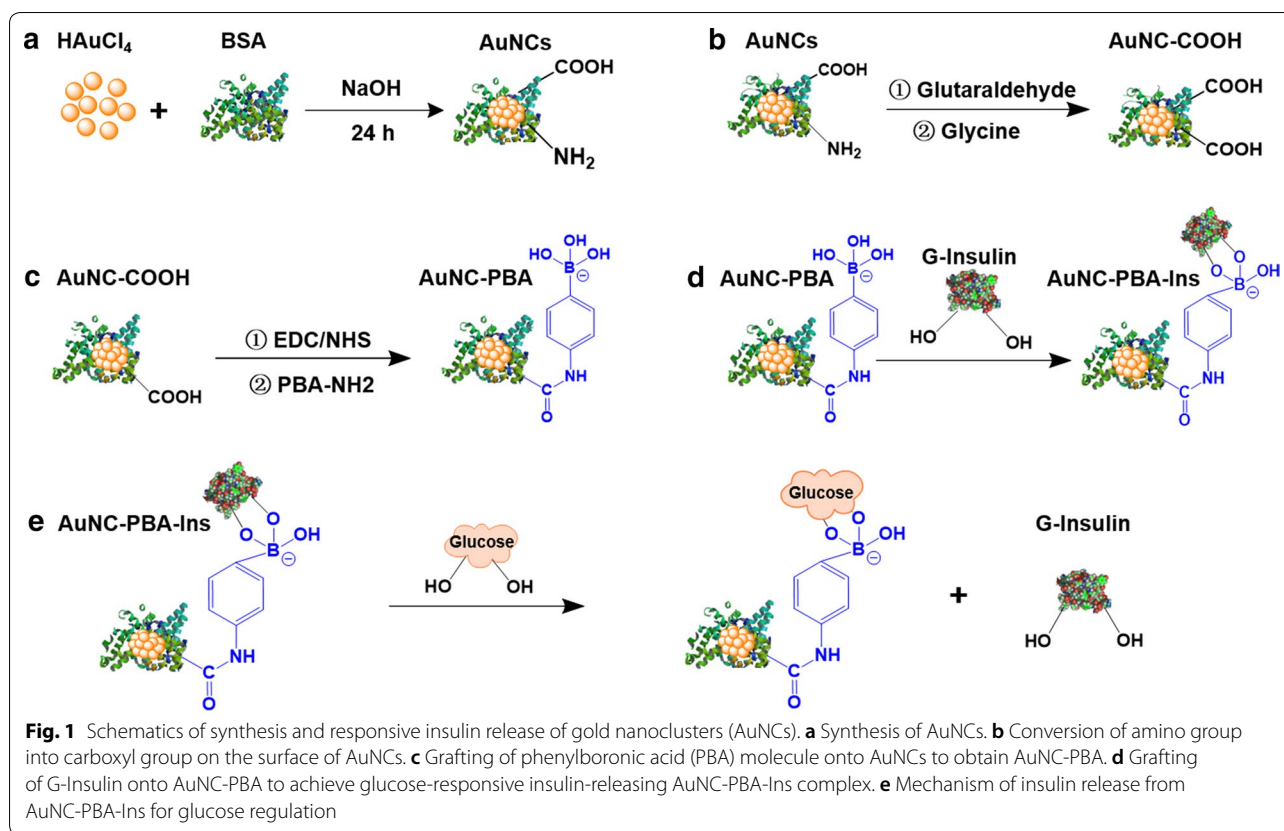 a
HAuCl₄
BSA
AuNCs
+
NaOH
24 h
COOH
NH₂
b
AuNCs
AuNC-COOH
COOH
NH₂
① Glutaraldehyde
② Glycine
COOH
COOH
c
AuNC-COOH
AuNC-PBA
COOH
① EDC/NHS
② PBA-NH2
OH
HO
OH
B
⊖
NH
C
O
d
AuNC-PBA
G-Insulin
AuNC-PBA-Ins
OH
HO
OH
B
⊖
NH
C
O
HO
OH
O
O
B
OH
⊖
NH
C
O
e
AuNC-PBA-Ins
O
O
B
OH
⊖
NH
C
O
Glucose
HO
OH
Glucose
O
O
B
OH
⊖
NH
C
O
+
G-Insulin
HO
OH
Fig. 1 Schematics of synthesis and responsive insulin release of gold nanoclusters (AuNCs). a Synthesis of AuNCs. b Conversion of amino group
into carboxyl group on the surface of AuNCs. c Grafting of phenylboronic acid (PBA) molecule onto AuNCs to obtain AuNC-PBA. d Grafting
of G-Insulin onto AuNC-PBA to achieve glucose-responsive insulin-releasing AuNC-PBA-Ins complex. e Mechanism of insulin release from
AuNC-PBA-Ins for glucose regulation